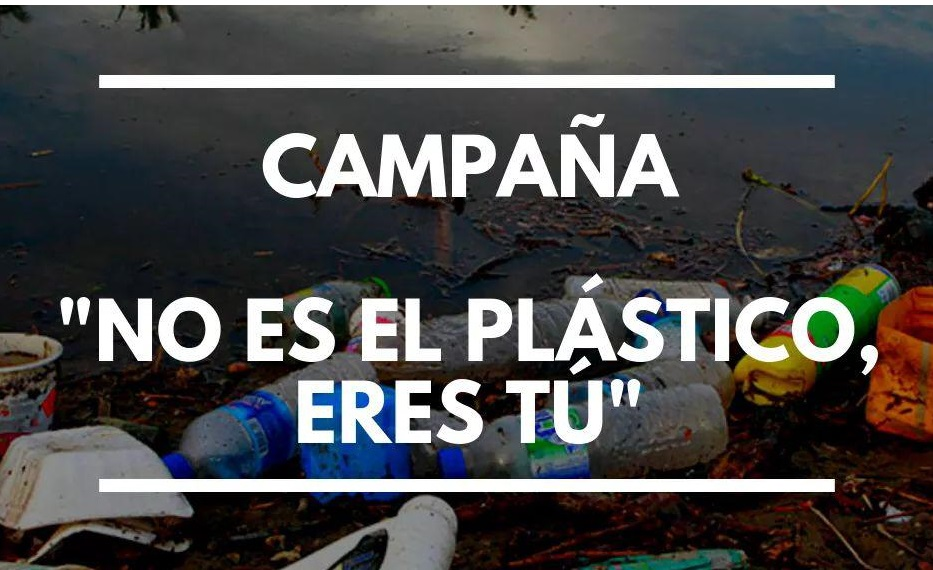 CAMPAÑA
"NO ES EL PLÁSTICO,
ERES TÚ"